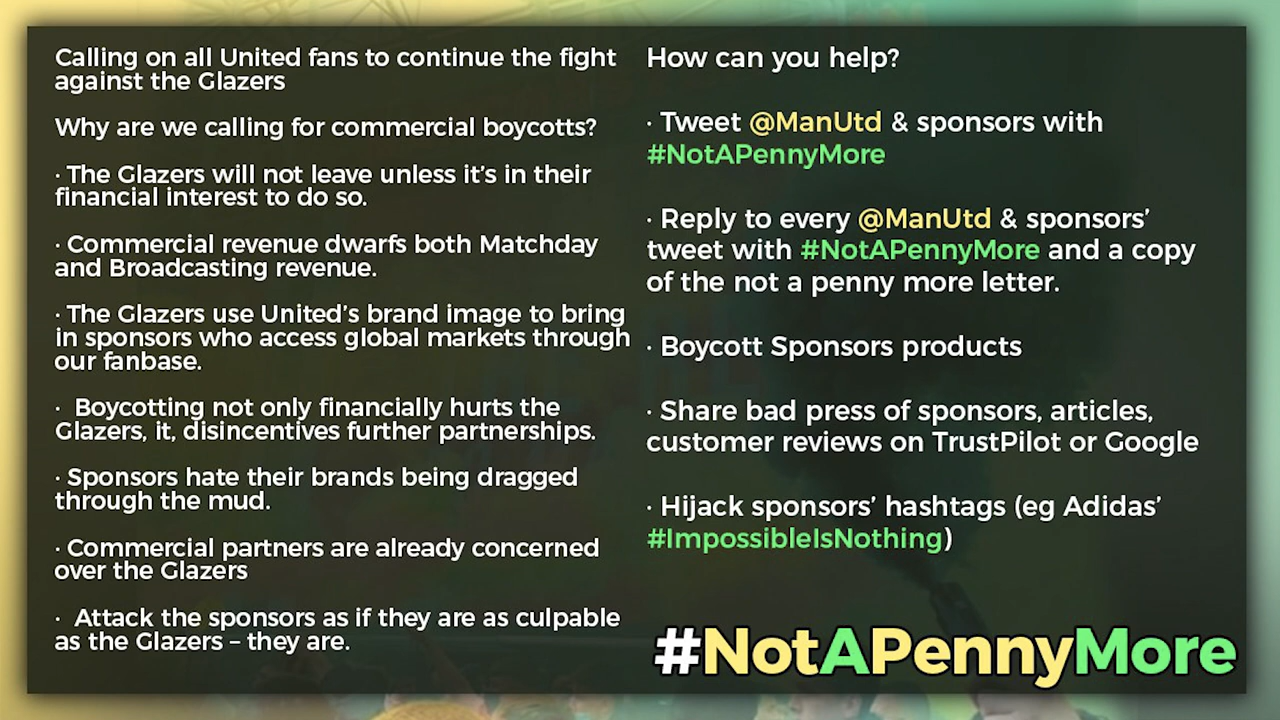 Calling on all United fans to continue the fight
against the Glazers
Why are we calling for commercial boycotts?
· The Glazers will not leave unless it's in their
financial interest to do so.
· Commercial revenue dwarfs both Matchday
and Broadcasting revenue.
· The Glazers use United's brand image to bring
in sponsors who access global markets through
our fanbase.
· Boycotting not only financially hurts the
Glazers, it, disincentives further partnerships.
· Sponsors hate their brands being dragged
through the mud.
· Commercial partners are already concerned
over the Glazers
· Attack the sponsors as if they are as culpable
as the Glazers – they are.
How can you help?
· Tweet @ManUtd & sponsors with
#NotAPennyMore
· Reply to every @ManUtd & sponsors'
tweet with #NotAPennyMore and a copy
of the not a penny more letter.
· Boycott Sponsors products
· Share bad press of sponsors, articles,
customer reviews on TrustPilot or Google
· Hijack sponsors' hashtags (eg Adidas'
#ImpossibleIsNothing)
#NotAPennyMore